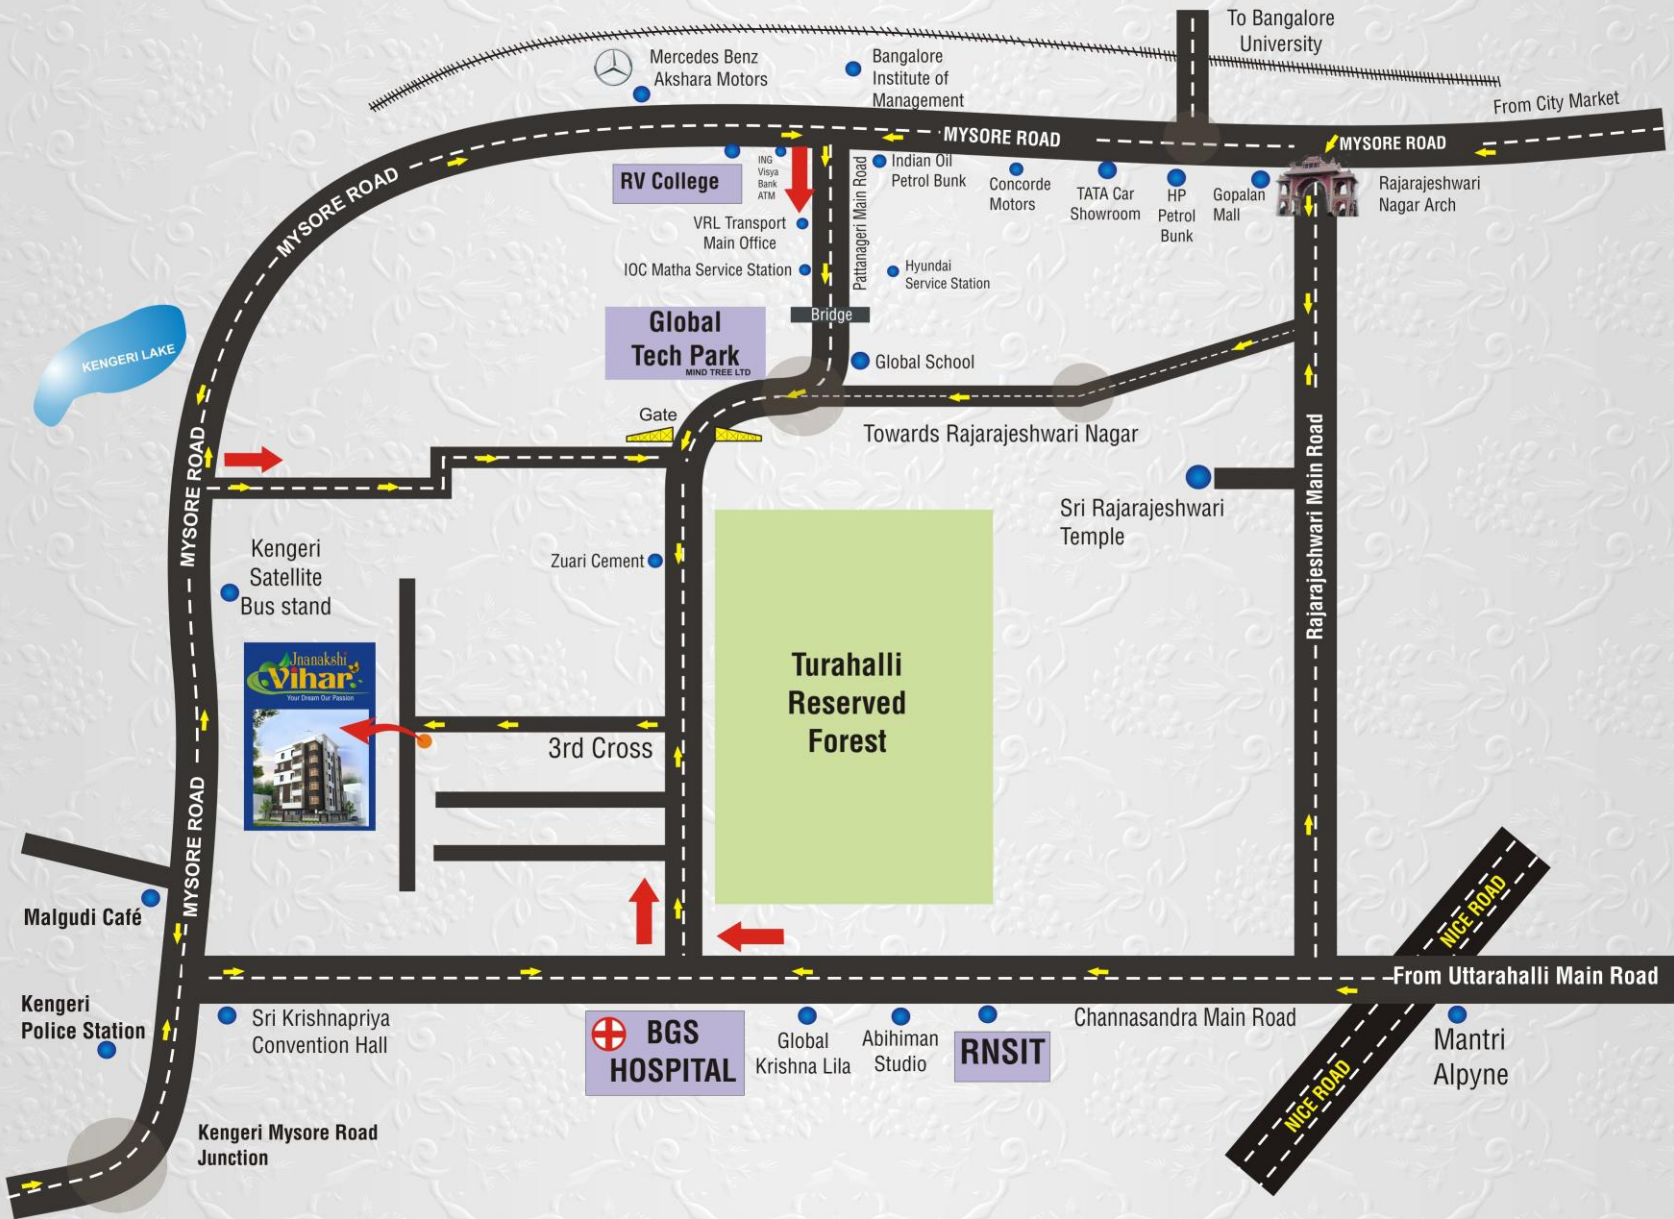 To Bangalore
University
Mercedes Benz
Akshara Motors
Bangalore
Institute of
Management
From City Market
MYSORE ROAD
MYSORE ROAD
RV College
ING
Visya
Bank
ATM
Pattanageri Main Road
Indian Oil
Petrol Bunk
Concorde
Motors
TATA Car
Showroom
HP
Petrol
Bunk
Gopalan
Mall
Rajarajeshwari
Nagar Arch
MYSORE ROAD
VRL Transport
Main Office
IOC Matha Service Station
Hyundai
Service Station
Bridge
Global
Tech Park
MIND TREE LTD
Global School
KENGERI LAKE
Gate
Towards Rajarajeshwari Nagar
MYSORE ROAD
Rajarajeshwari Main Road
Sri Rajarajeshwari
Temple
Kengeri
Satellite
Bus stand
Zuari Cement
Jnanakshi
Vihar
Your Dream Our Passion
Turahalli
Reserved
Forest
3rd Cross
MYSORE ROAD
Malgudi Café
NICE ROAD
From Uttarahalli Main Road
Kengeri
Police Station
Sri Krishnapriya
Convention Hall
BGS
HOSPITAL
Global
Krishna Lila
Abihiman
Studio
RNSIT
Channasandra Main Road
NICE ROAD
Mantri
Alpyne
Kengeri Mysore Road
Junction